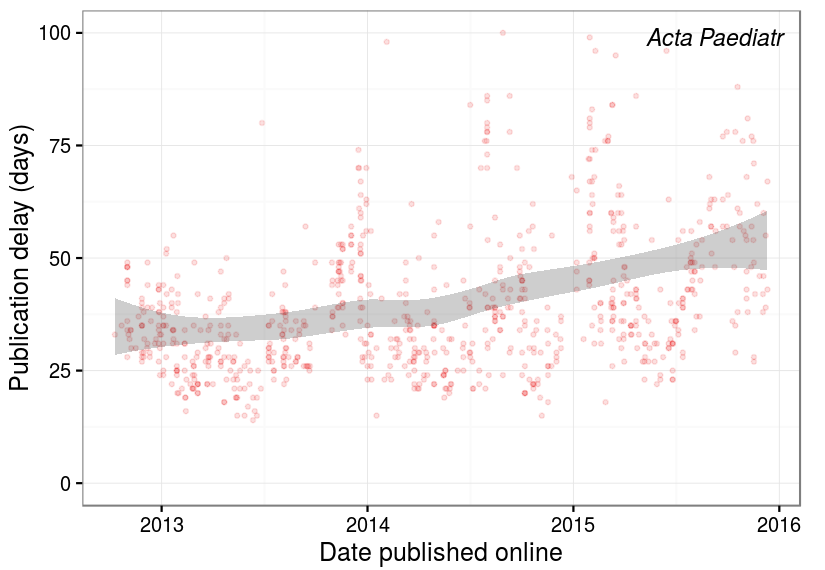 Acta Paediatr
Publication delay (days)
100
75
50
25
0
2013 2014 2015 2016
Date published online